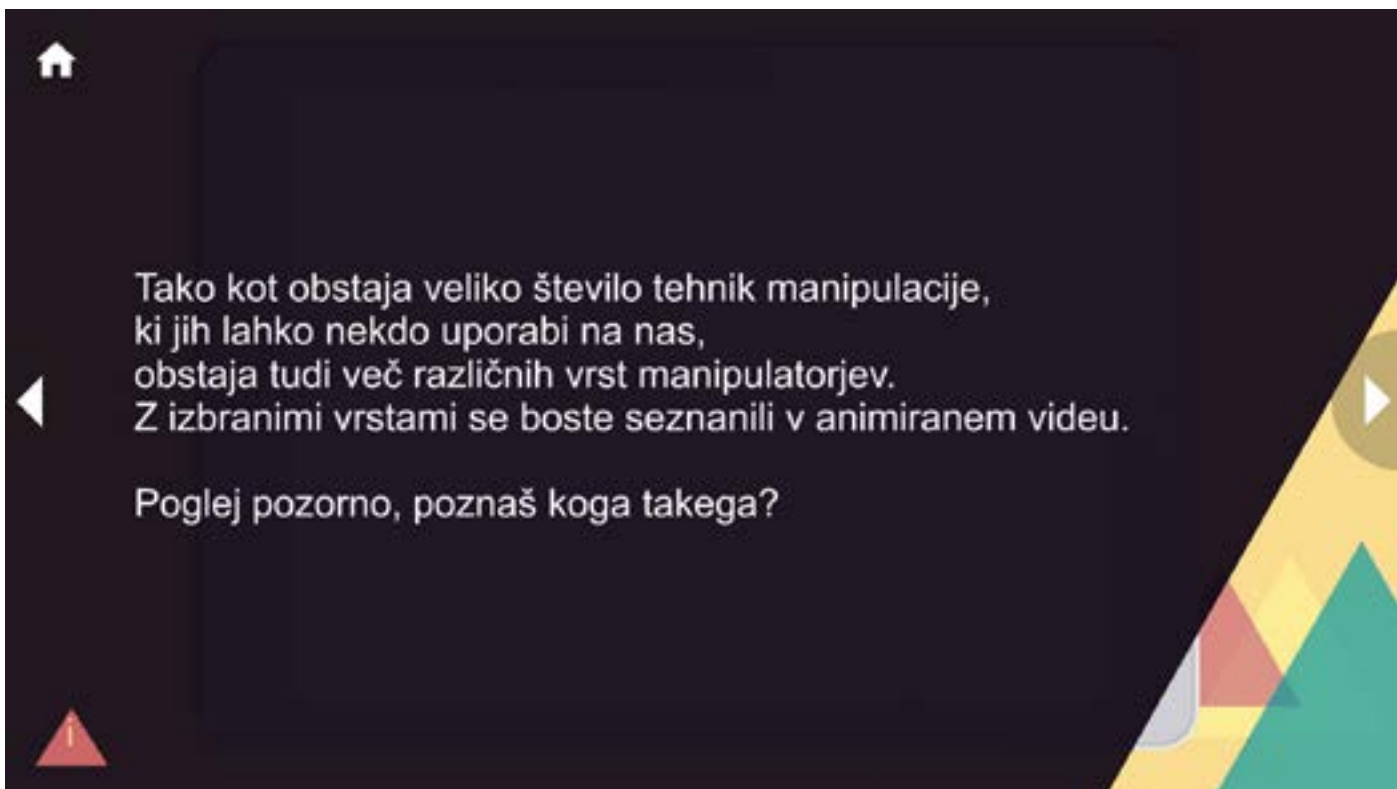 Tako kot obstaja veliko število tehnik manipulacije,
ki jih lahko nekdo uporabi na nas,
obstaja tudi več različnih vrst manipulatorjev.
Z izbranimi vrstami se boste seznanili v animiranem videu.
Poglej pozorno, poznaš koga takega?
i